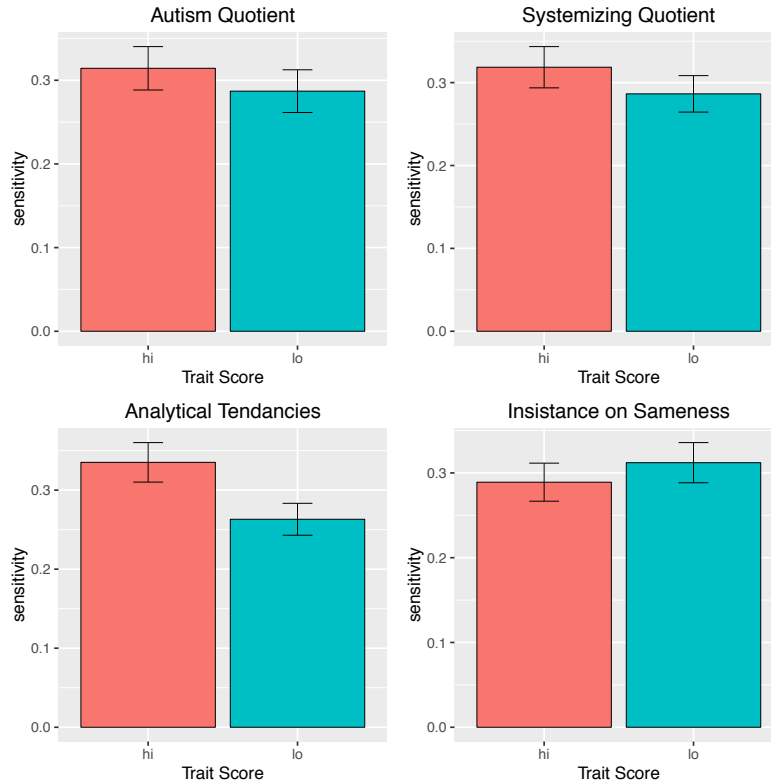 Autism Quotient
sensitivity
0.3
0.2
0.1
0.0
hi
lo
Trait Score
Systemizing Quotient
sensitivity
0.3
0.2
0.1
0.0
hi
lo
Trait Score
Analytical Tendancies
sensitivity
0.3
0.2
0.1
0.0
hi
lo
Trait Score
Insistance on Sameness
sensitivity
0.3
0.2
0.1
0.0
hi
lo
Trait Score